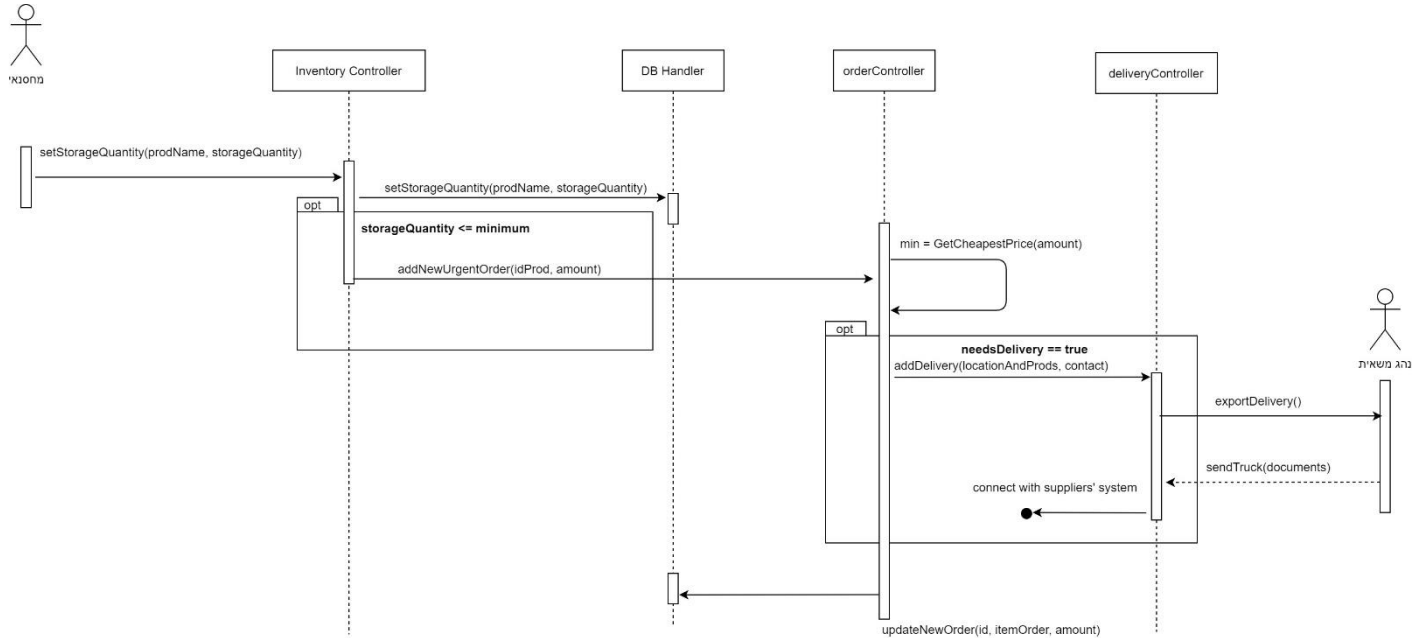 מחסנאי
Inventory Controller
DB Handler
orderController
deliveryController
setStorageQuantity(prodName, storageQuantity)
setStorageQuantity(prodName, storageQuantity)
opt
storageQuantity <= minimum
addNewUrgentOrder(idProd, amount)
min = GetCheapestPrice(amount)
opt
needsDelivery == true
addDelivery(locationAndProds, contact)
נהג משאית
exportDelivery()
sendTruck(documents)
connect with suppliers' system
updateNewOrder(id, itemOrder, amount)